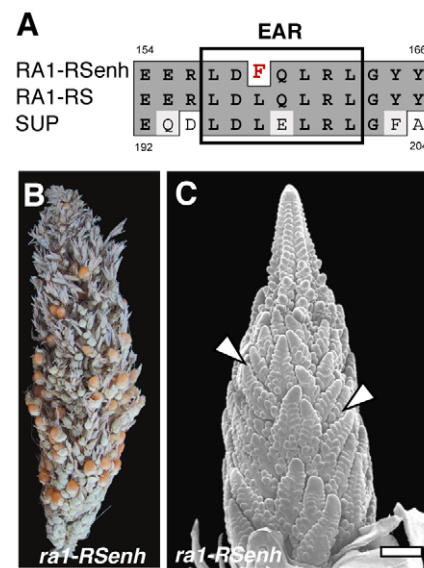 A
EAR
154 166
RA1-RSenh E E R L D F Q L R L G Y Y
RA1-RS E E R L D L Q L R L G Y Y
SUP E Q D L D L E L R L G F A
192 204
B C
ra1-RSenh ra1-RSenh